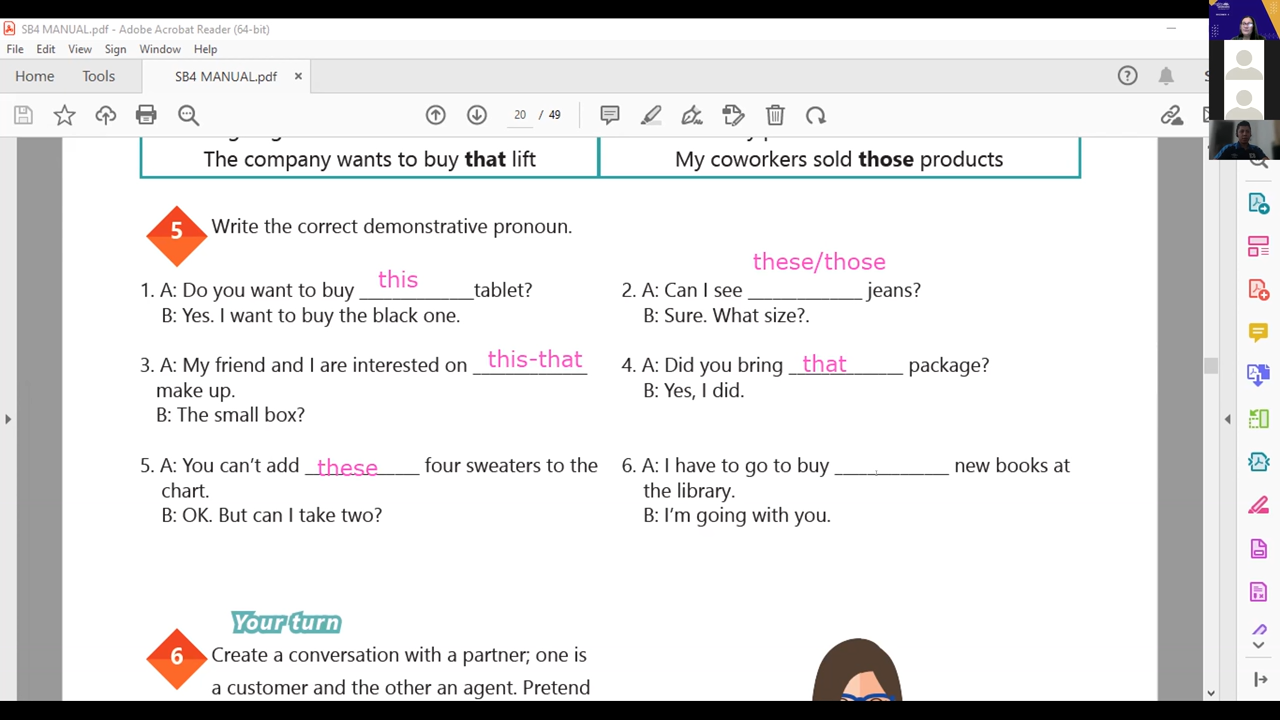 SB4 MANUAL.pdf - Adobe Acrobat Reader (64-bit)
File Edit View Sign Window Help
Home Tools SB4 MANUAL.pdf ×
20 / 49
The company wants to buy that lift
My coworkers sold those products
5 Write the correct demonstrative pronoun.
these/those
this
1. A: Do you want to buy ____________tablet?
B: Yes. I want to buy the black one.
2. A: Can I see ____________ jeans?
B: Sure. What size?.
this-that
3. A: My friend and I are interested on ____________
make up.
B: The small box?
that
4. A: Did you bring ____________ package?
B: Yes, I did.
these
5. A: You can’t add ____________ four sweaters to the
chart.
B: OK. But can I take two?
6. A: I have to go to buy ____________ new books at
the library.
B: I’m going with you.
Your turn
6 Create a conversation with a partner; one is
a customer and the other an agent. Pretend